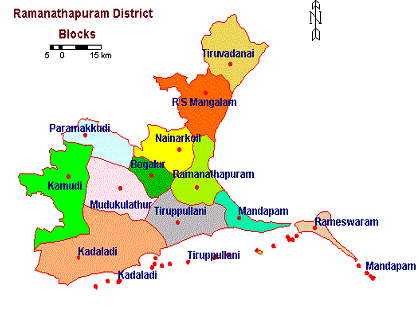 Ramanathapuram District
Blocks
5 0 15 km
N
Tiruvadanai
R S Mangalam
Paramakkudi
Nainarkoil
Bogalur
Ramanathapuram
Kamudi
Mudukulathur
Tiruppullani
Mandapam
Rameswaram
Kadaladi
Tiruppullani
Kadaladi
Mandapam